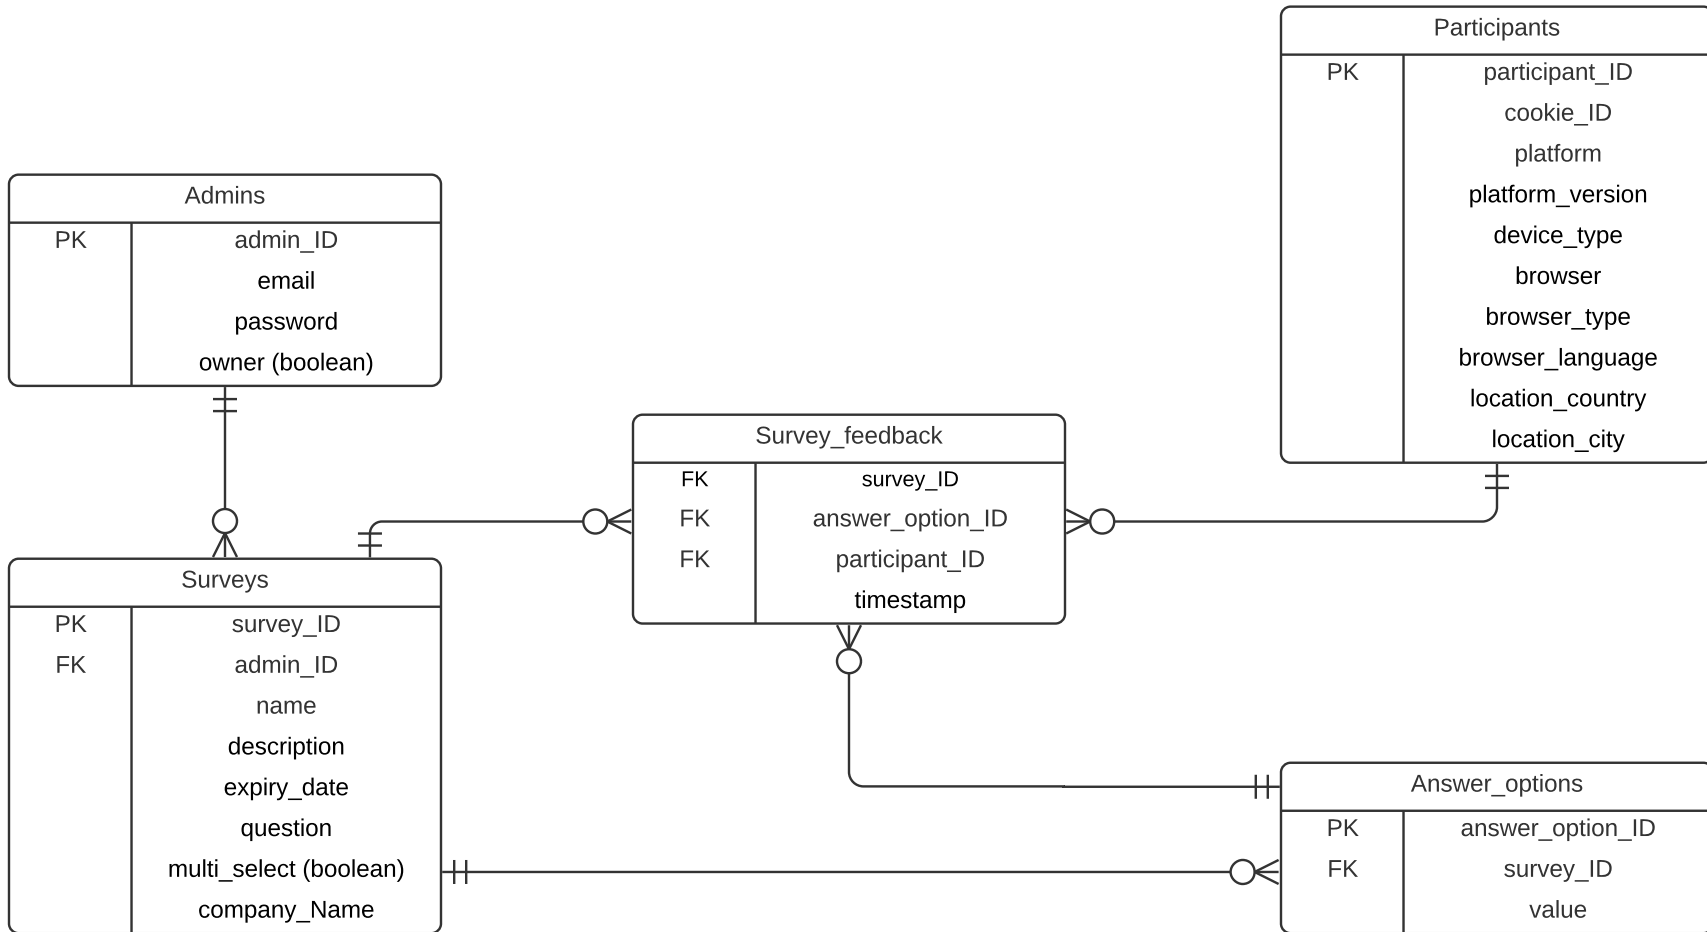 Participants
PK participant_ID
cookie_ID
platform
platform_version
device_type
browser
browser_type
browser_language
location_country
location_city
Admins
PK admin_ID
email
password
owner (boolean)
Survey_feedback
FK survey_ID
FK answer_option_ID
FK participant_ID
timestamp
Surveys
PK survey_ID
FK admin_ID
name
description
expiry_date
question
multi_select (boolean)
company_Name
Answer_options
PK answer_option_ID
FK survey_ID
value